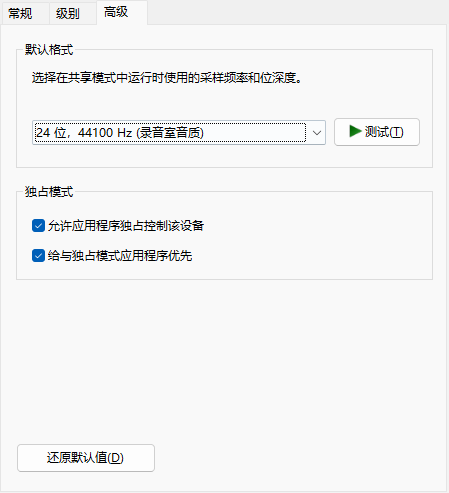 常规 级别 高级
默认格式
选择在共享模式中运行时使用的采样频率和位深度。
24 位，44100 Hz (录音室音质) 测试(T)
独占模式
允许应用程序独占控制该设备
给与独占模式应用程序优先
还原默认值(D)